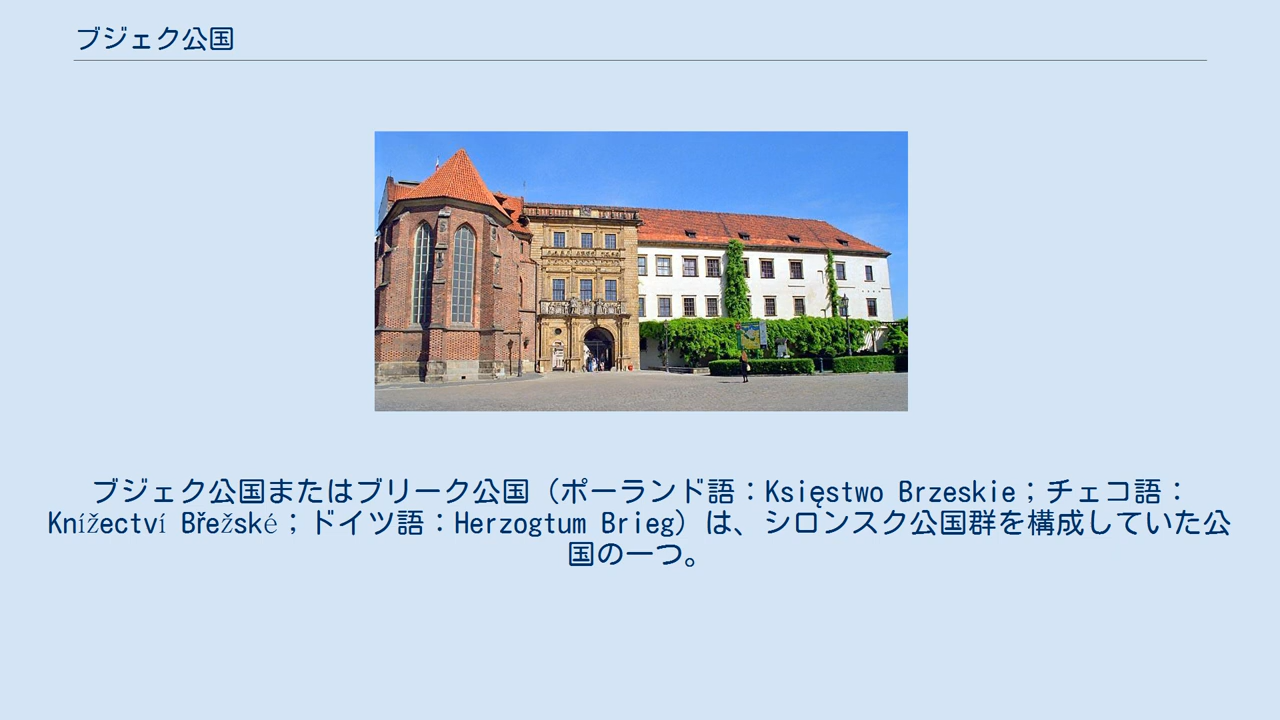 ブジェク公国
ブジェク公国またはブリーク公国（ポーランド語：Księstwo Brzeskie；チェコ語：
Knížectví Břežské；ドイツ語：Herzogtum Brieg）は、シロンスク公国群を構成していた公
国の一つ。